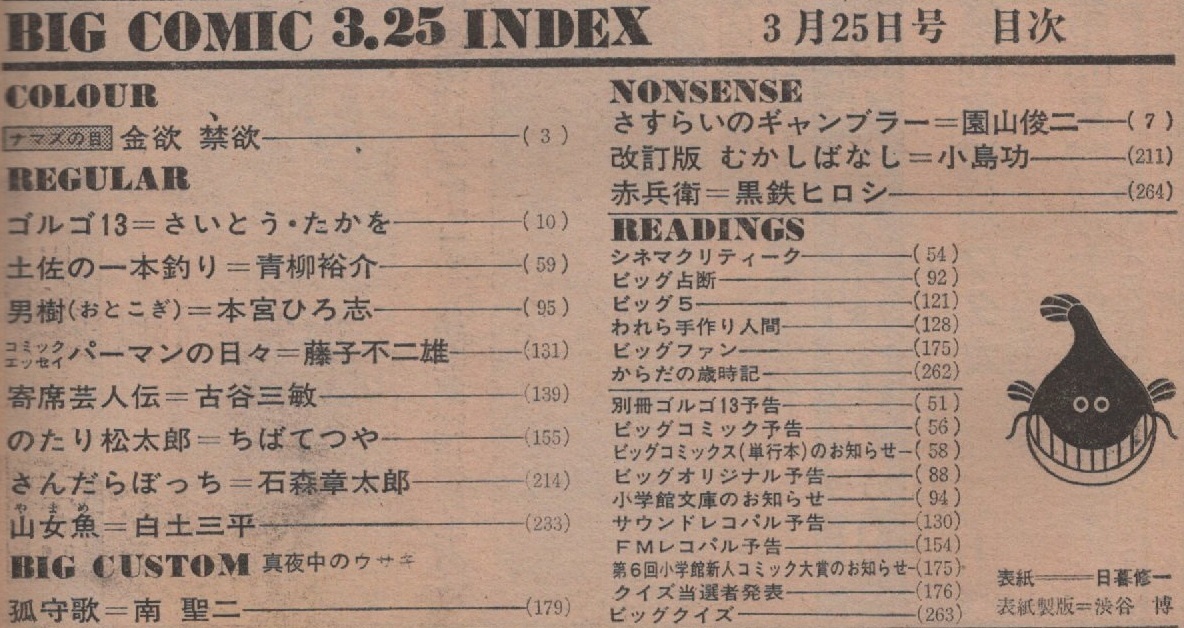 BIG COMIC 3.25 INDEX 3月25日号 目次
COLOUR
ナマズの目 金欲 禁欲 (3)
REGULAR
ゴルゴ13=さいとう・たかを (10)
土佐の一本釣り=青柳裕介 (59)
男樹(おとこぎ)=本宮ひろ志 (95)
コミックエッセイ パーマンの日々=藤子不二雄 (131)
寄席芸人伝=古谷三敏 (139)
のたり松太郎=ちばてつや (155)
さんだらぼっち=石森章太郎 (214)
やまめ
山女魚=白土三平 (233)
BIG CUSTOM 真夜中のウサギ
孤守歌=南 聖二 (179)
NONSENSE
さすらいのギャンブラー=園山俊二 (7)
改訂版 むかしばなし=小島功 (211)
赤兵衛=黒鉄ヒロシ (264)
READINGS
シネマクリティーク (54)
ビッグ占断 (92)
ビッグ5 (121)
われら手作り人間 (128)
ビッグファン (175)
からだの歳時記 (262)
別冊ゴルゴ13予告 (51)
ビッグコミック予告 (56)
ビッグコミックス(単行本)のお知らせ (58)
ビッグオリジナル予告 (88)
小学館文庫のお知らせ (94)
サウンドレコパル予告 (130)
FMレコパル予告 (154)
第6回小学館新人コミック大賞のお知らせ (175)
クイズ当選者発表 (176)
ビッグクイズ (263)
表紙=日暮修一
表紙製版=渋谷 博